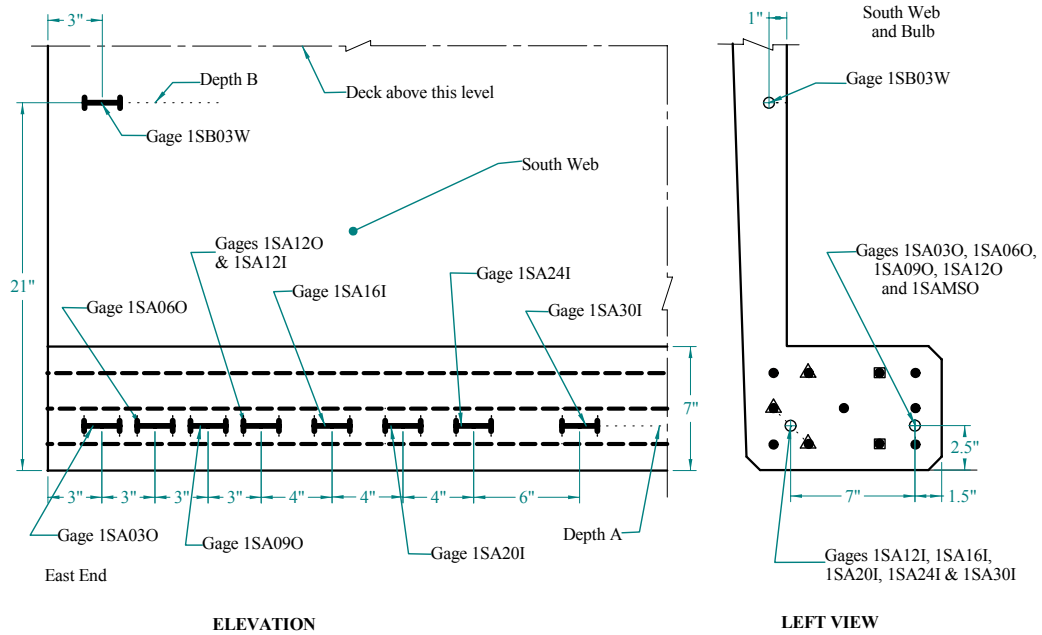 3"
1"
South Web
and Bulb
Depth B
Gage 1SB03W
Deck above this level
Gage 1SB03W
South Web
Gages 1SA12O
& 1SA12I
Gages 1SA03O, 1SA06O,
1SA09O, 1SA12O
and 1SAMSO
Gage 1SA24I
21"
Gage 1SA16I
Gage 1SA06O
Gage 1SA30I
7"
2.5"
3"
3"
3"
3"
4"
4"
4"
6"
7"
1.5"
Gage 1SA03O
Gage 1SA09O
Gage 1SA20I
Depth A
Gages 1SA12I, 1SA16I,
1SA20I, 1SA24I & 1SA30I
East End
ELEVATION
LEFT VIEW